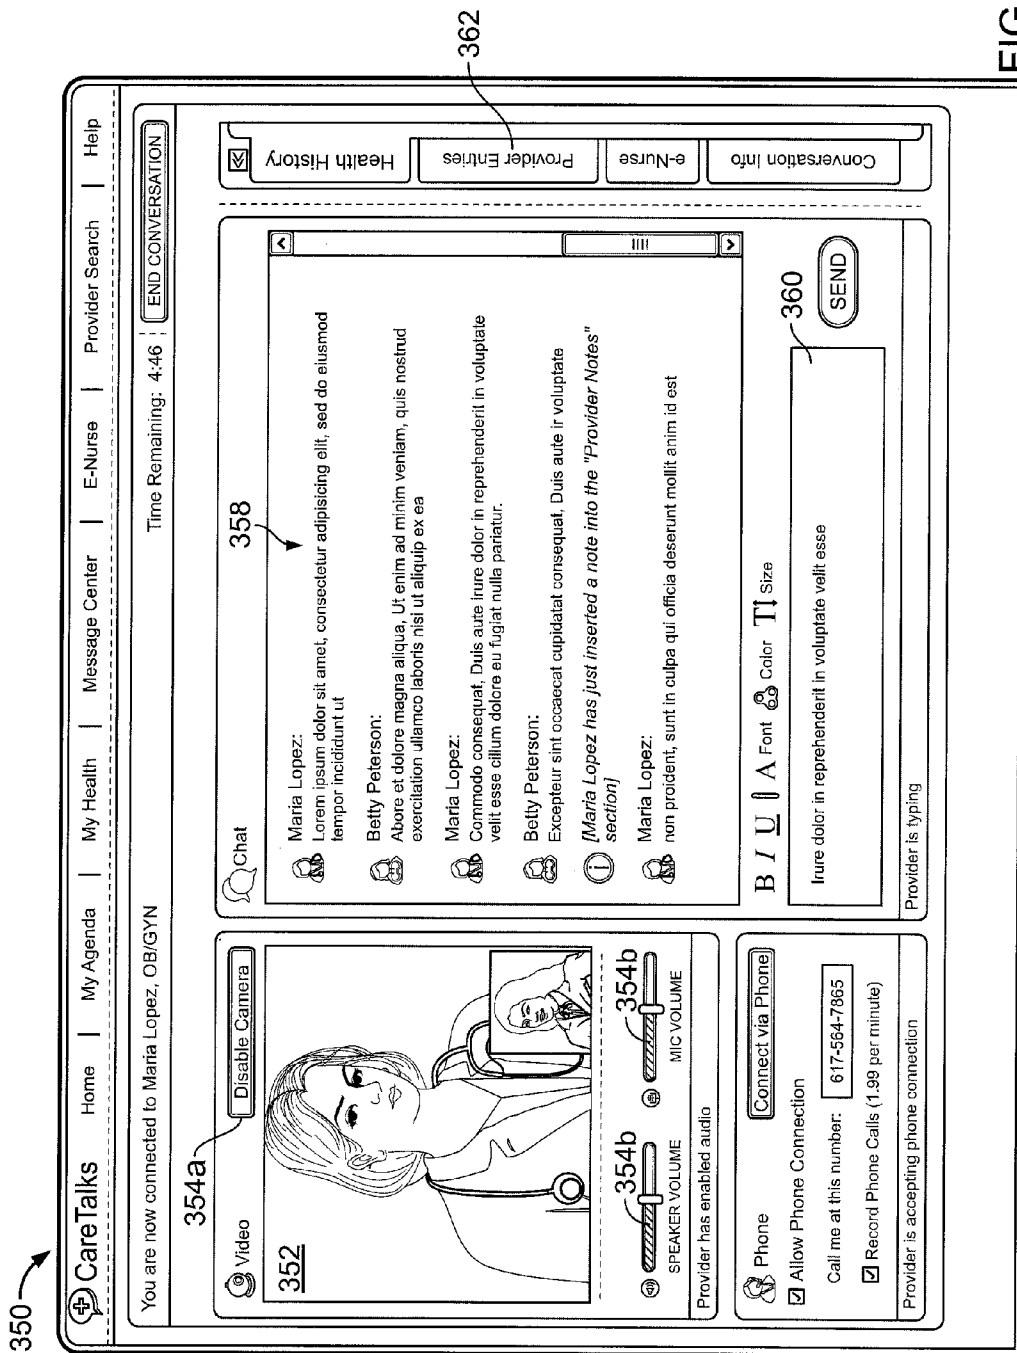 350
CareTalks
Home | My Agenda | My Health | Message Center | E-Nurse | Provider Search | Help
You are now connected to Maria Lopez, OB/GYN
Time Remaining: 4:46
END CONVERSATION
354a
Video
Disable Camera
352
354b
354b
SPEAKER VOLUME
MIC VOLUME
Provider has enabled audio
Phone
Connect via Phone
Allow Phone Connection
Call me at this number: 617-564-7865
Record Phone Calls (1.99 per minute)
Provider is accepting phone connection
Chat
358
Maria Lopez:
Lorem ipsum dolor sit amet, consectetur adipisicing elit, sed do eiusmod
tempor incididunt ut
Betty Peterson:
Abore et dolore magna aliqua, Ut enim ad minim veniam, quis nostrud
exercitation ullamco laboris nisi ut aliquip ex ea
Maria Lopez:
Commodo consequat, Duis aute irure dolor in reprehenderit in voluptate
velit esse cillum dolore eu fugiat nulla pariatur.
Betty Peterson:
Excepteur sint occaecat cupidatat consequat, Duis aute ir voluptate
[Maria Lopez has just inserted a note into the "Provider Notes"
section]
Maria Lopez:
non proident, sunt in culpa qui officia deserunt mollit anim id est
B I U A Font Color T Size
360
Irure dolor in reprehenderit in voluptate velit esse
SEND
Provider is typing
Health History
Provider Entries
e-Nurse
Conversation Info
362
FIG